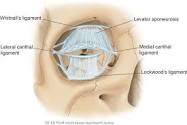 Whitnall's ligament
Levator aponeurosis
Lateral canthal
ligament
Medial canthal
ligament
Lockwood's ligament